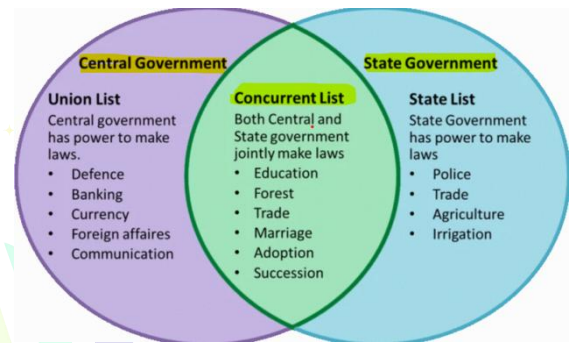 Central Government
State Government
Union List
Central government
has power to make
laws.
• Defence
• Banking
• Currency
• Foreign affaires
• Communication
Concurrent List
Both Central and
State government
jointly make laws
• Education
• Forest
• Trade
• Marriage
• Adoption
• Succession
State List
State Government
has power to make
laws
• Police
• Trade
• Agriculture
• Irrigation